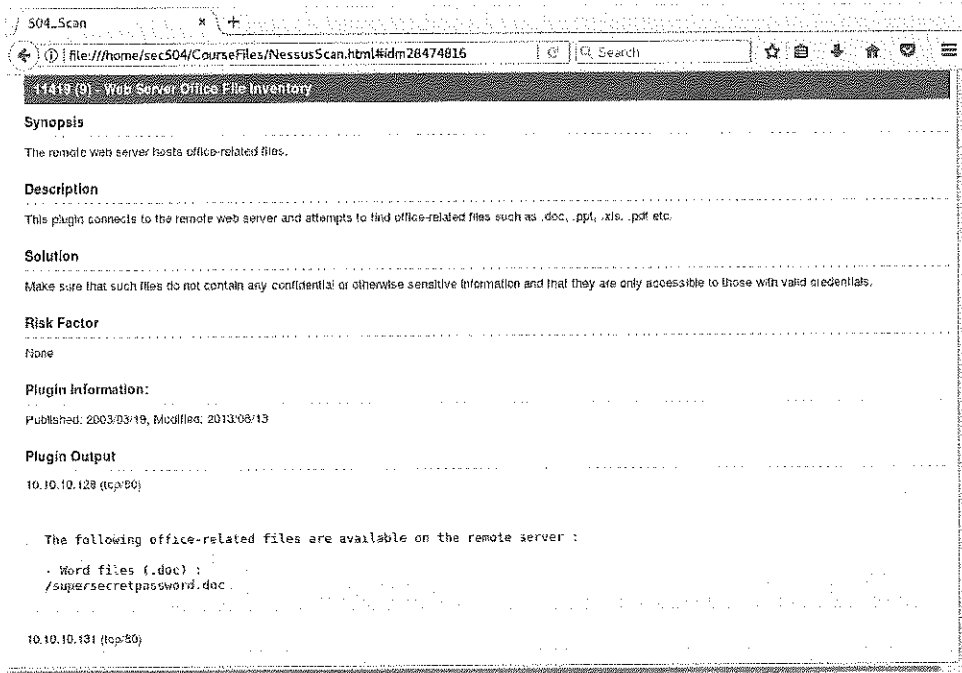 504_Scan
file:///home/sec504/CourseFiles/NessusScan.html#idm28474816
Search
11419 (9) - Web Server Office File Inventory
Synopsis
The remote web server hosts office-related files.
Description
This plugin connects to the remote web server and attempts to find office-related files such as .doc, .ppt, .xls, .pdf etc.
Solution
Make sure that such files do not contain any confidential or otherwise sensitive information and that they are only accessible to those with valid credentials.
Risk Factor
None
Plugin Information:
Published: 2003/03/19, Modified: 2013/08/13
Plugin Output
10.10.10.128 (tcp/80)
The following office-related files are available on the remote server :
- Word files (.doc) :
/supersecretpassword.doc
10.10.10.131 (tcp/80)